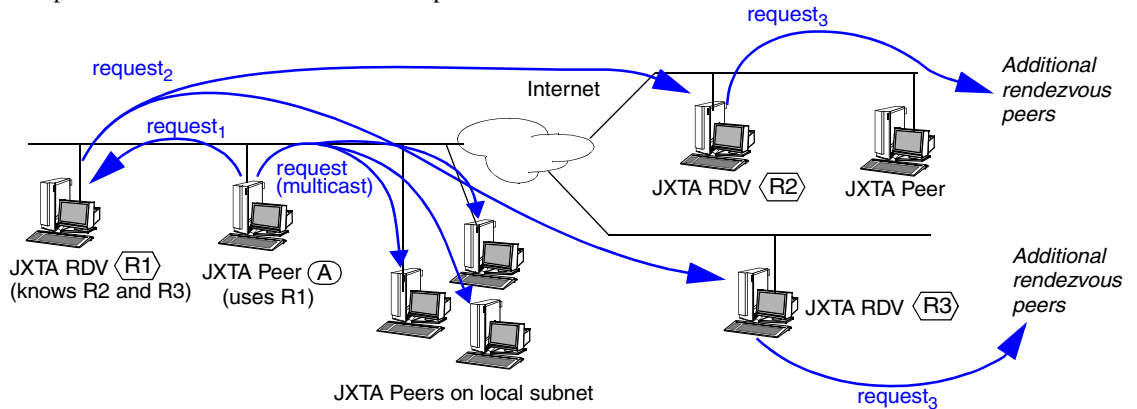 request3
request2
Internet
Additional
rendezvous
peers
request1
request
(multicast)
JXTA RDV R2
JXTA Peer
JXTA RDV R1
(knows R2 and R3)
JXTA Peer A
(uses R1)
Additional
rendezvous
peers
JXTA RDV R3
JXTA Peers on local subnet
request3